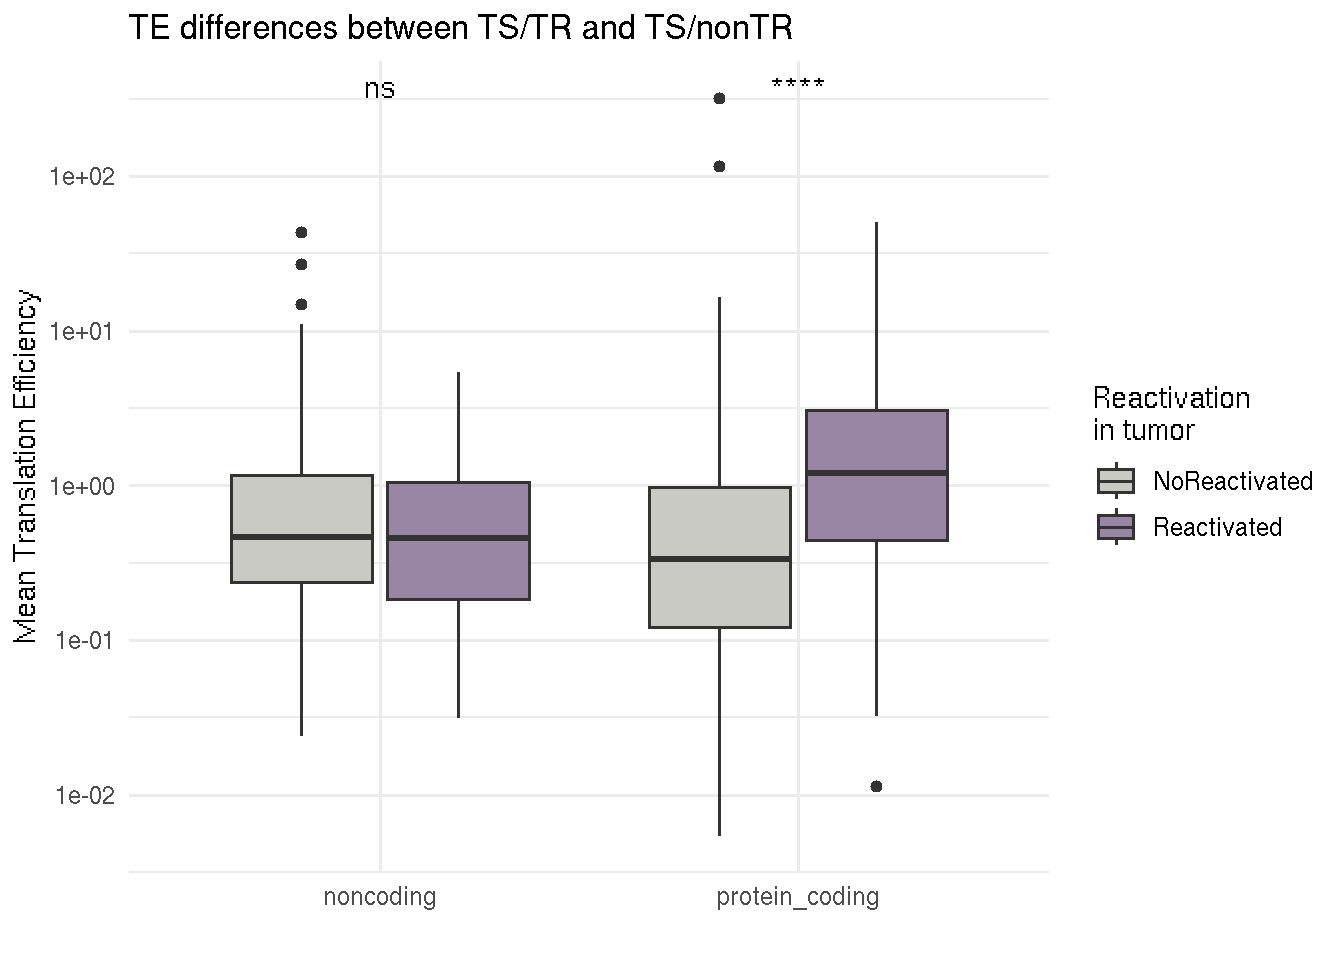 TE differences between TS/TR and TS/nonTR
ns
****
1e+02
1e+01
1e+00
1e-01
1e-02
Mean Translation Efficiency
noncoding
protein_coding
Reactivation
in tumor
NoReactivated
Reactivated